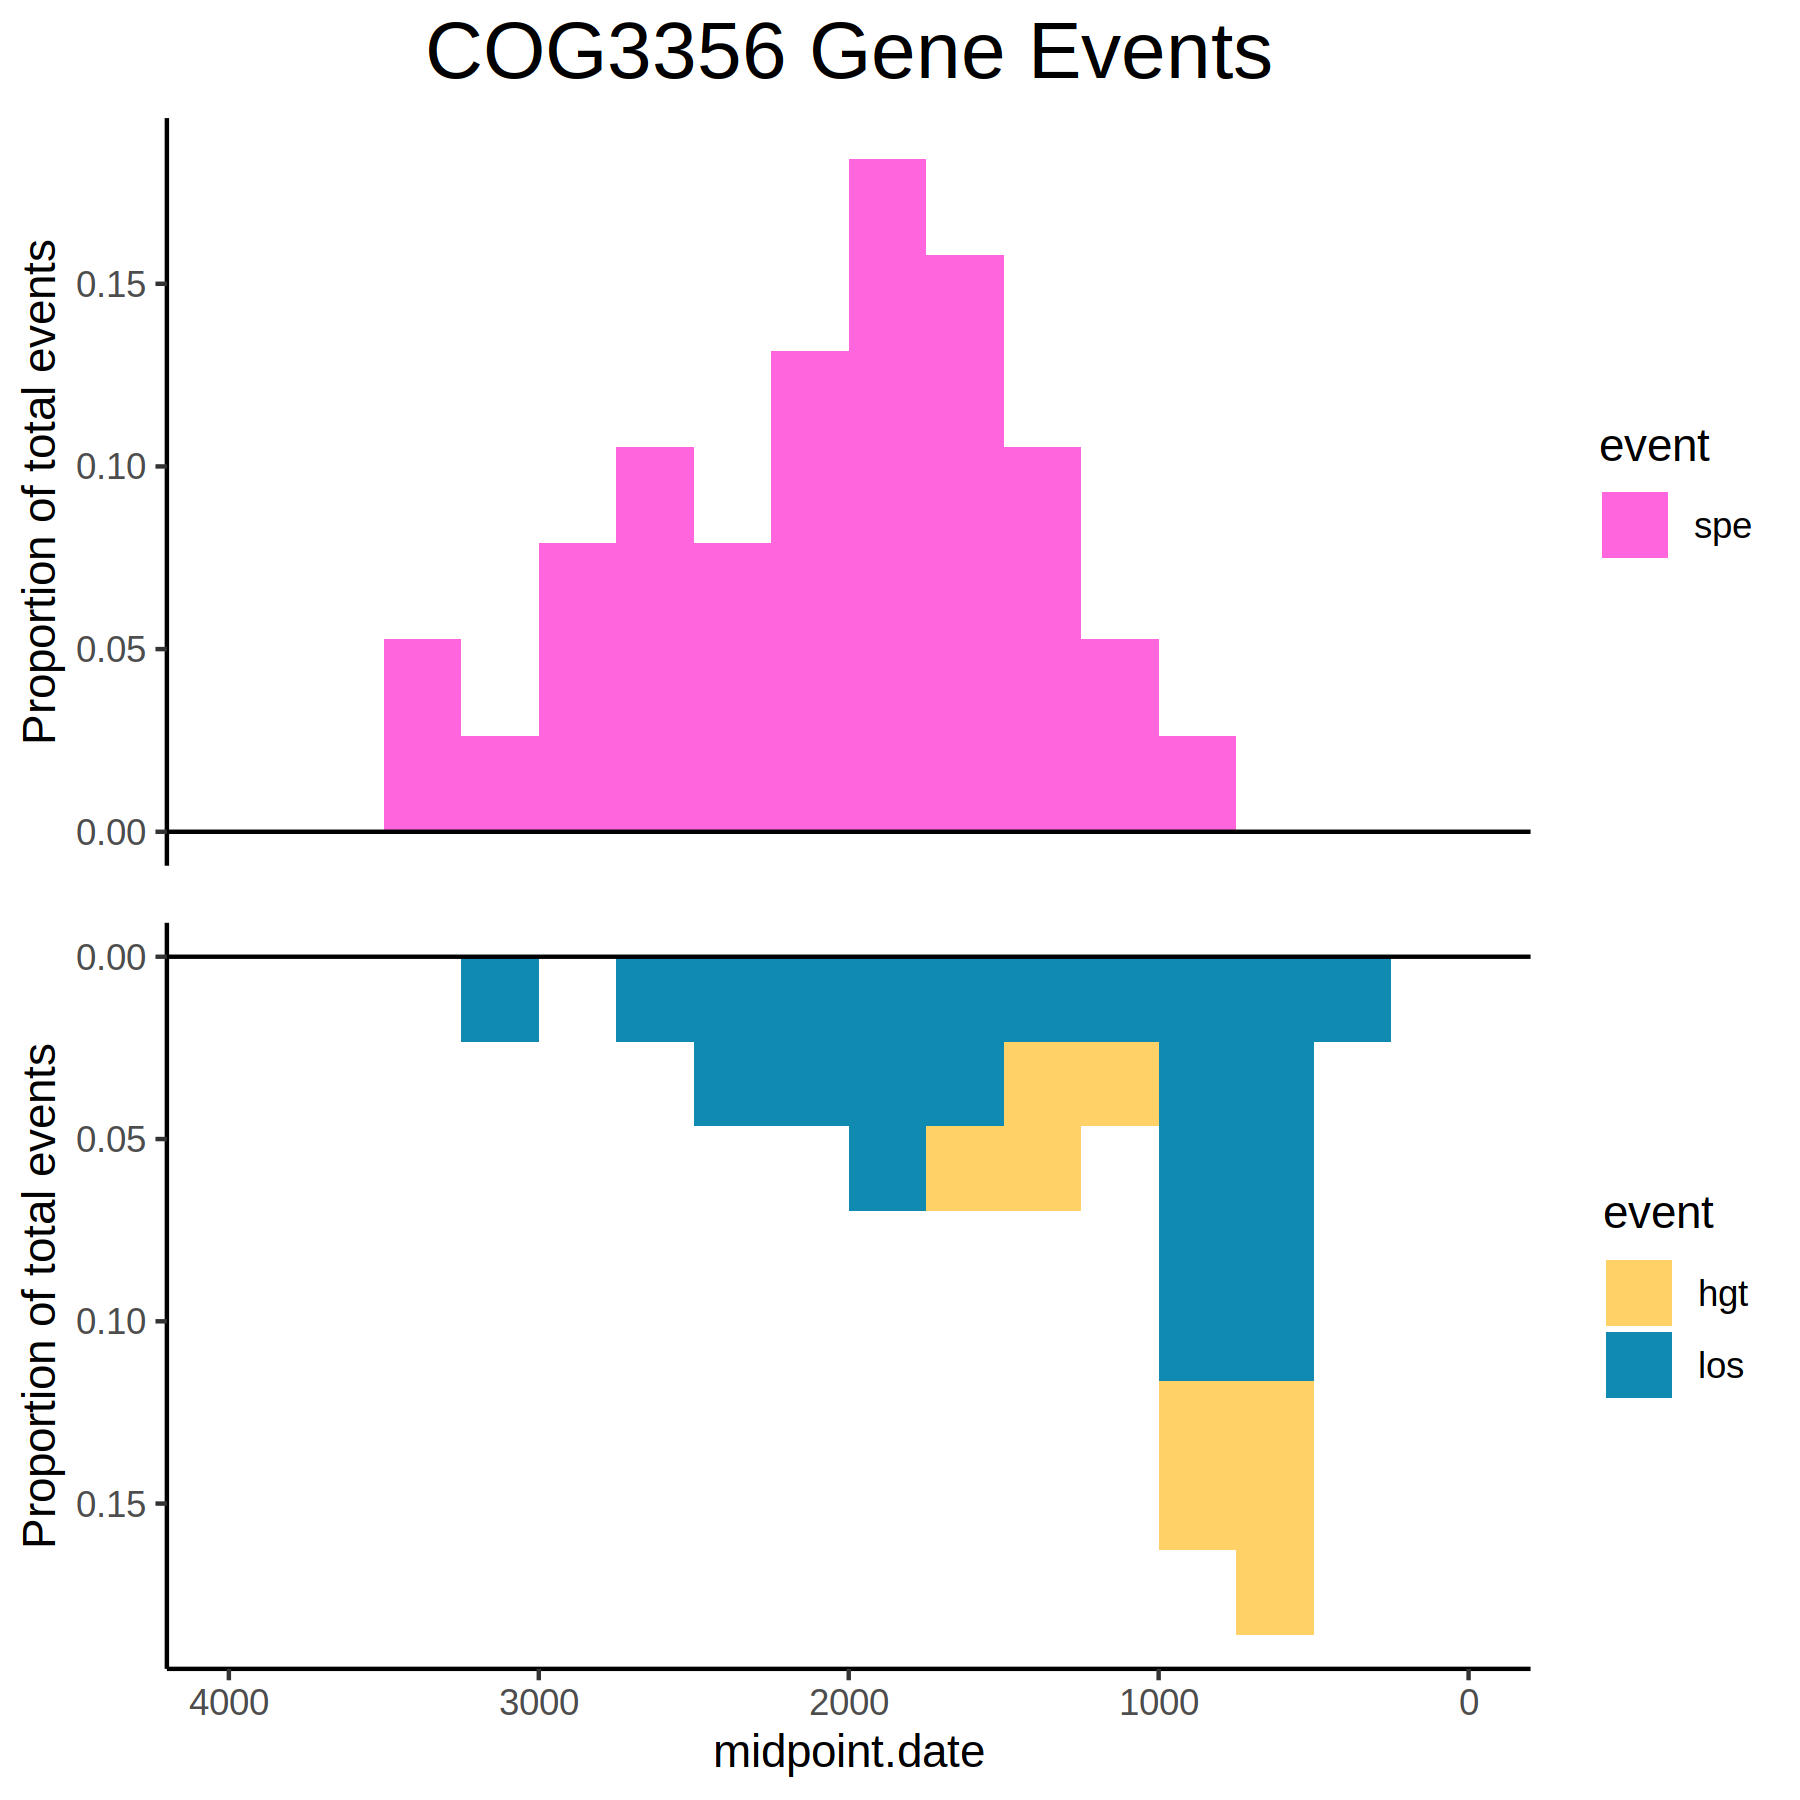 COG3356 Gene Events
Proportion of total events
0.15
0.10
0.05
0.00
event
spe
Proportion of total events
0.00
0.05
0.10
0.15
event
hgt
los
4000 3000 2000 1000 0
midpoint.date